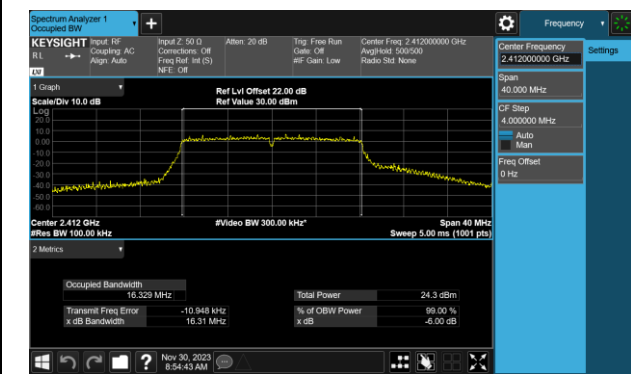 Spectrum Analyzer 1
Occupied BW
+
Frequency
KEYSIGHT
RL
LXI
Input: RF
Coupling: AC
Align: Auto
Input Z: 50 Ω
Corrections: Off
Freq Ref: Int (S)
NFE: Off
Atten: 20 dB
Trig: Free Run
Gate: Off
#IF Gain: Low
Center Freq: 2.412000000 GHz
Avg|Hold: 500/500
Radio Std: None
Center Frequency
2.412000000 GHz
Settings
Span
40.000 MHz
CF Step
4.000000 MHz
Auto
Man
Freq Offset
0 Hz
1 Graph
Scale/Div 10.0 dB
Ref Lvl Offset 22.00 dB
Ref Value 30.00 dBm
Log
20.0
10.0
0.00
-10.0
-20.0
-30.0
-40.0
-50.0
-60.0
Center 2.412 GHz
#Res BW 100.00 kHz
#Video BW 300.00 kHz*
Span 40 MHz
Sweep 5.00 ms (1001 pts)
2 Metrics
Occupied Bandwidth
16.329 MHz
Total Power 24.3 dBm
Transmit Freq Error -10.948 kHz
% of OBW Power 99.00 %
x dB Bandwidth 16.31 MHz
x dB -6.00 dB
?
Nov 30, 2023
8:54:43 AM